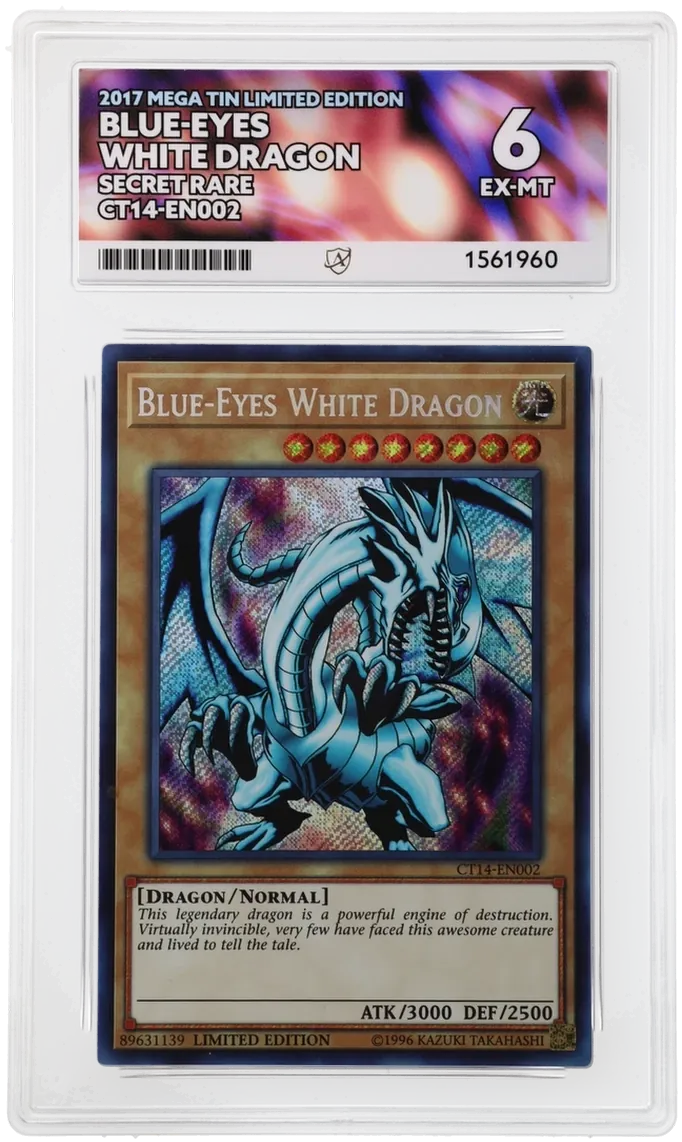 2017 MEGA TIN LIMITED EDITION
BLUE-EYES
WHITE DRAGON
SECRET RARE
CT14-EN002
6
EX-MT
1561960
BLUE-EYES WHITE DRAGON
光
CT14-EN002
[DRAGON/NORMAL]
This legendary dragon is a powerful engine of destruction.
Virtually invincible, very few have faced this awesome creature
and lived to tell the tale.
ATK/3000 DEF/2500
89631139 LIMITED EDITION ©1996 KAZUKI TAKAHASHI